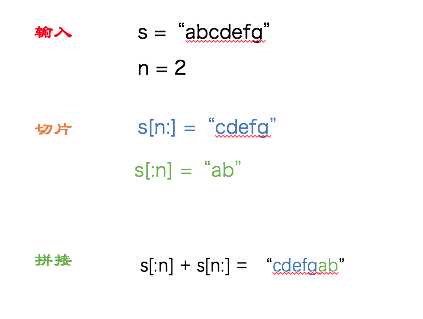 输入 s = “abcdefg”
n = 2
切片 s[n:] = “cdefg”
s[:n] = “ab”
拼接 s[:n] + s[n:] = “cdefgab”